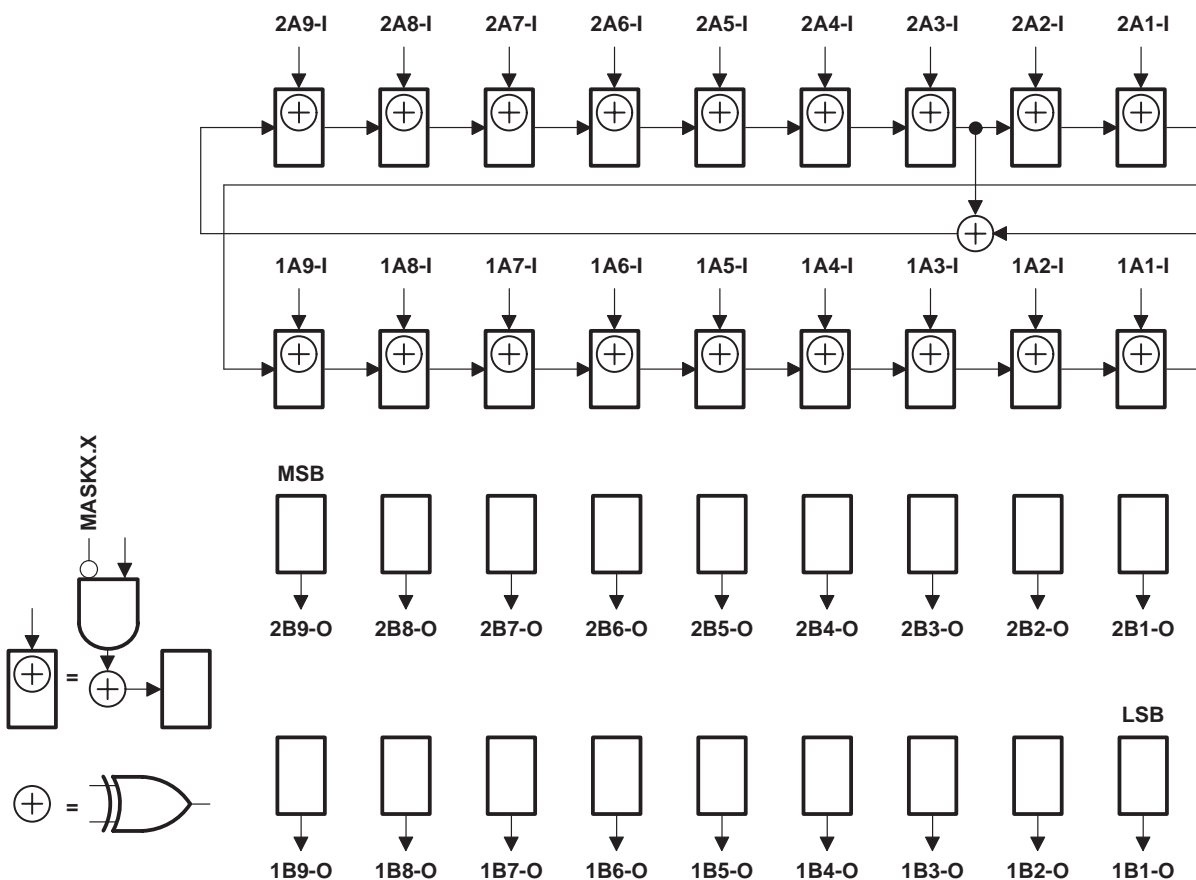 2A9-I 2A8-I 2A7-I 2A6-I 2A5-I 2A4-I 2A3-I 2A2-I 2A1-I
1A9-I 1A8-I 1A7-I 1A6-I 1A5-I 1A4-I 1A3-I 1A2-I 1A1-I
MASKX.X
MSB
2B9-O 2B8-O 2B7-O 2B6-O 2B5-O 2B4-O 2B3-O 2B2-O 2B1-O
=
LSB
=
1B9-O 1B8-O 1B7-O 1B6-O 1B5-O 1B4-O 1B3-O 1B2-O 1B1-O